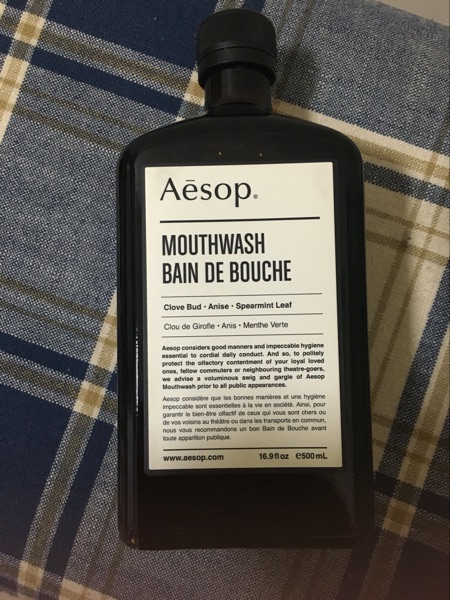 Aēsop®
MOUTHWASH
BAIN DE BOUCHE
Clove Bud • Anise • Spearmint Leaf
Clou de Girofle • Anis • Menthe Verte
Aesop considers good manners and impeccable hygiene
essential to cordial daily conduct. And so, to politely
protect the olfactory contentment of your loyal loved
ones, fellow commuters or neighbouring theatre-goers,
we advise a voluminous swig and gargle of Aesop
Mouthwash prior to all public appearances.
Aesop considère que les bonnes manières et une hygiène
impeccable sont essentielles à la vie en société. Ainsi, pour
garantir le bien-être olfactif de ceux qui vous sont chers ou
de vos voisins au théâtre ou dans les transports en commun,
nous vous recommandons un bon Bain de Bouche avant
toute apparition publique.
www.aesop.com 16.9 fl oz ℮500 mL